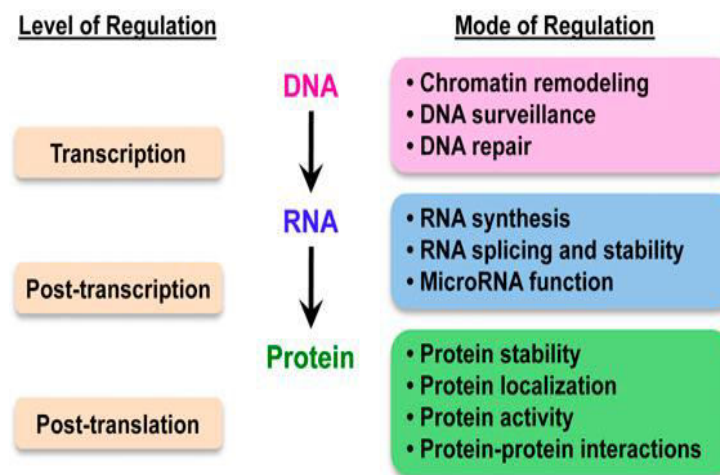 Level of Regulation
Mode of Regulation
DNA
• Chromatin remodeling
• DNA surveillance
• DNA repair
Transcription
RNA
• RNA synthesis
• RNA splicing and stability
• MicroRNA function
Post-transcription
Protein
• Protein stability
• Protein localization
• Protein activity
• Protein-protein interactions
Post-translation